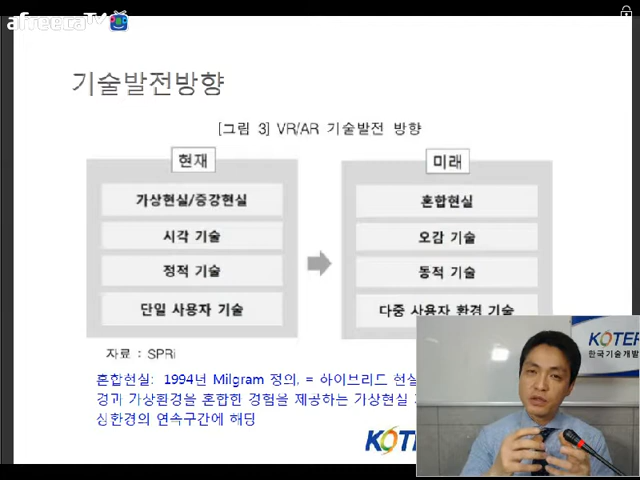 afreecaTV
기술발전방향
[그림 3] VR/AR 기술발전 방향
현재
미래
가상현실/증강현실
혼합현실
시각 기술
오감 기술
정적 기술
동적 기술
단일 사용자 기술
다중 사용자 환경 기술
자료 : SPRi
혼합현실: 1994년 Milgram 정의, = 하이브리드 현실
경과 가상환경을 혼합한 경험을 제공하는 가상현실
상환경의 연속구간에 해당
KOTE
KOTER
한국기술개발